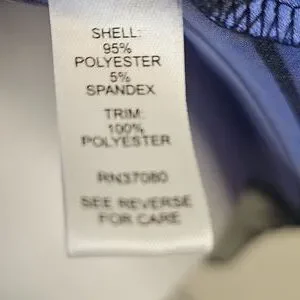 SHELL:
95%
POLYESTER
5%
SPANDEX
TRIM:
100%
POLYESTER
RN37080
SEE REVERSE
FOR CARE